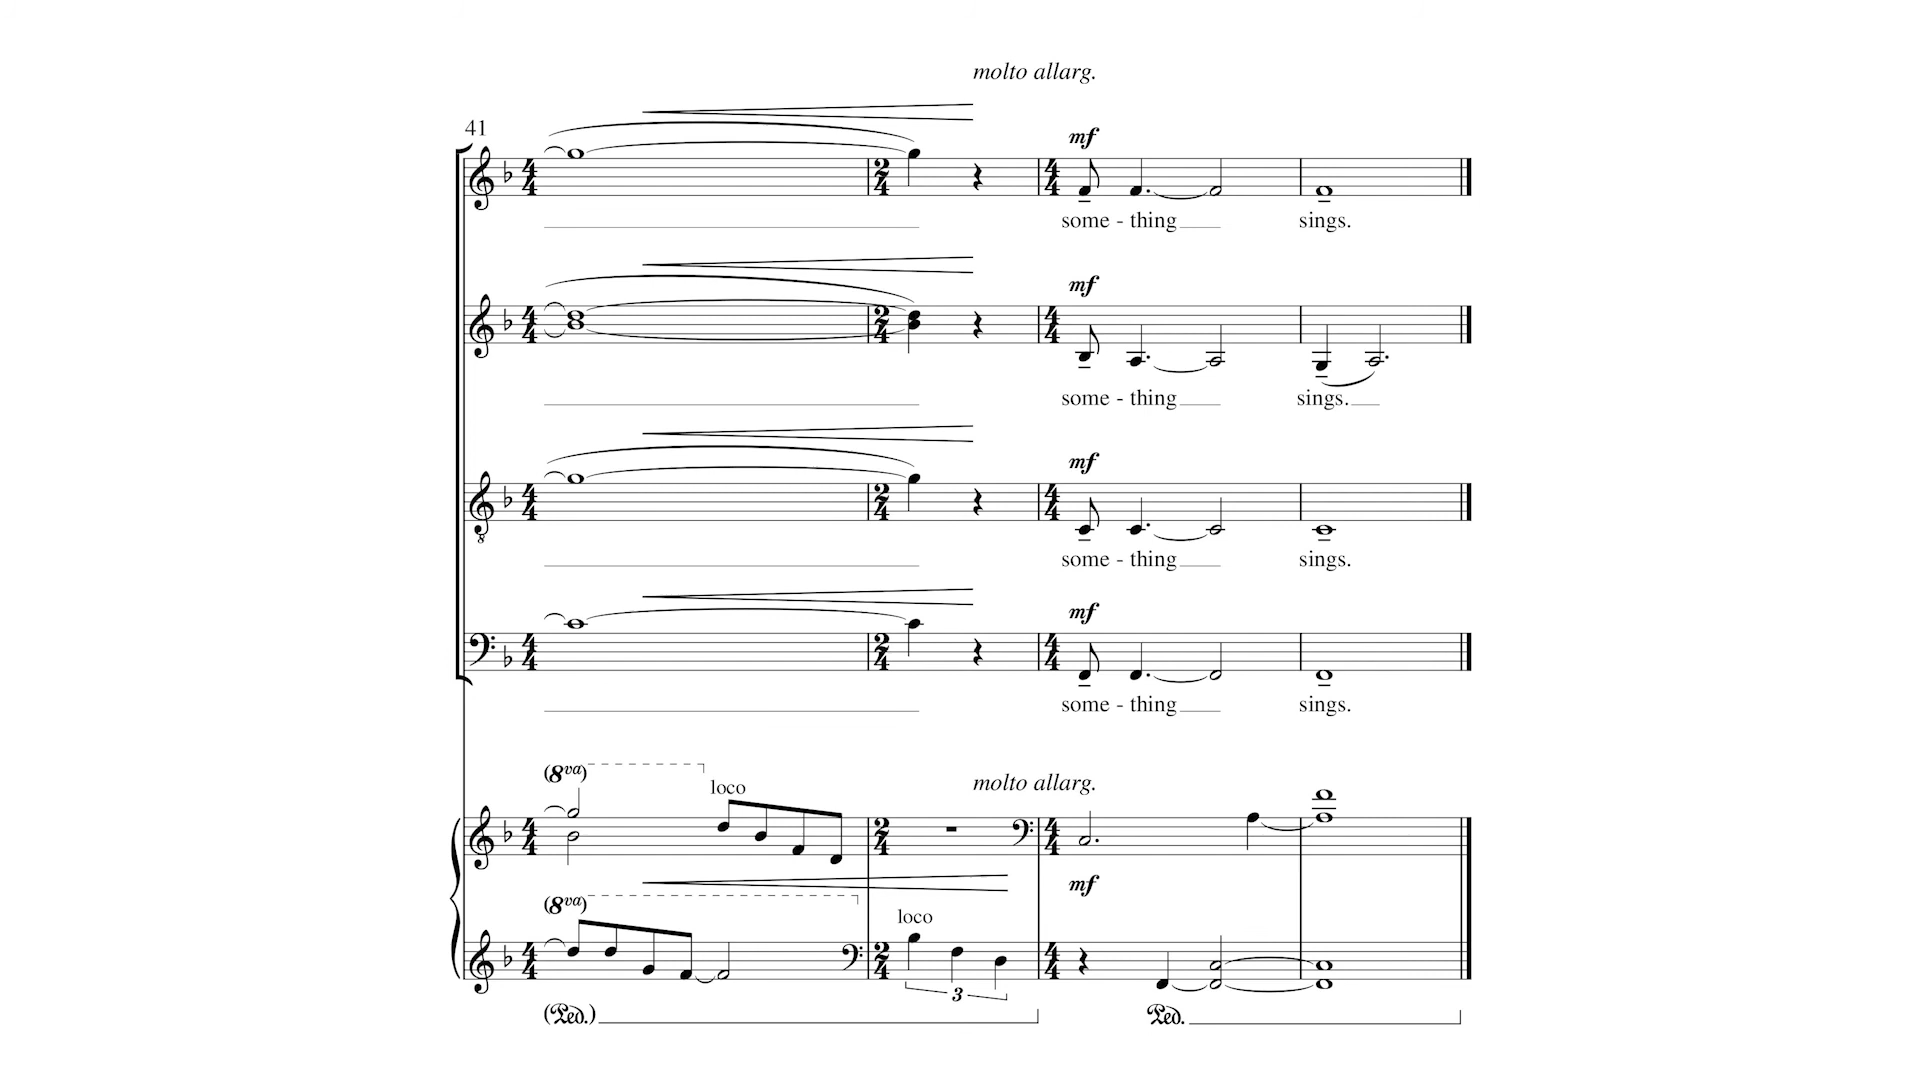 molto allarg.
41
mf
some - thing sings.
mf
some - thing sings.
mf
some - thing sings.
mf
some - thing sings.
(8va)
loco
molto allarg.
mf
(8va)
loco
3
(Ped.)
Ped.